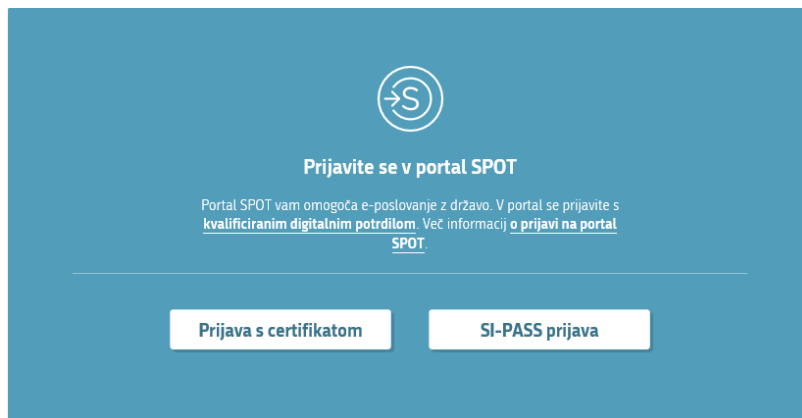 S
Prijavite se v portal SPOT
Portal SPOT vam omogoča e-poslovanje z državo. V portal se prijavite s
kvalificiranim digitalnim potrdilom. Več informacij o prijavi na portal
SPOT.
Prijava s certifikatom
SI-PASS prijava